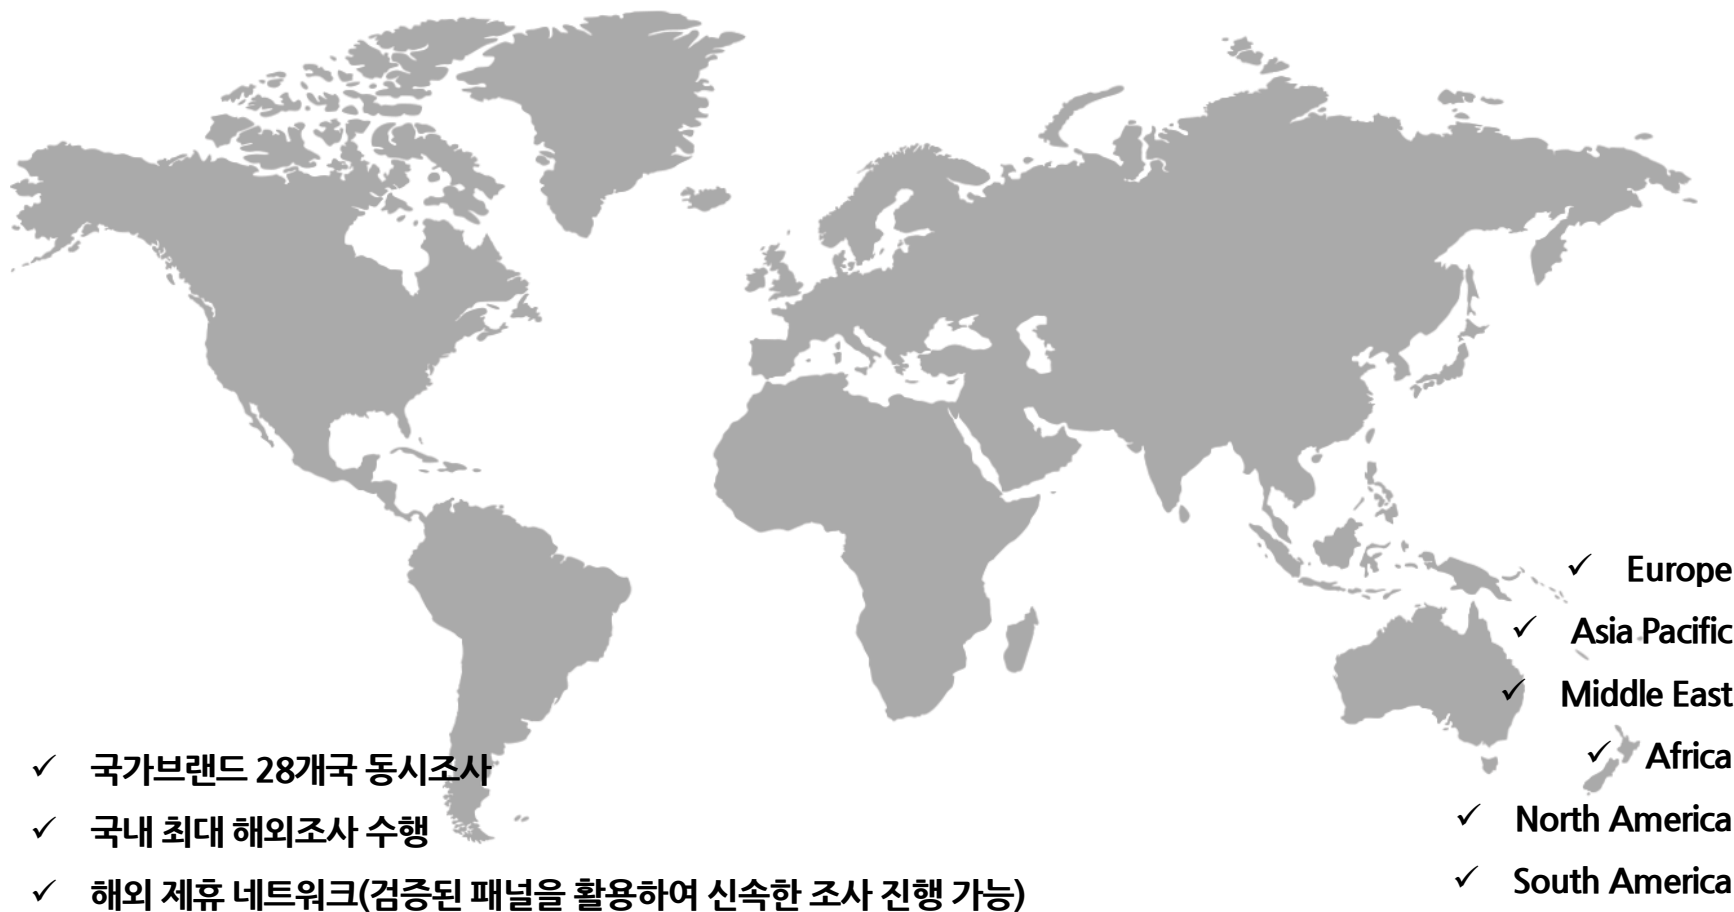 ✓ Europe
✓ Asia Pacific
✓ Middle East
✓ Africa
✓ North America
✓ South America
✓ 국가브랜드 28개국 동시조사
✓ 국내 최대 해외조사 수행
✓ 해외 제휴 네트워크(검증된 패널을 활용하여 신속한 조사 진행 가능)